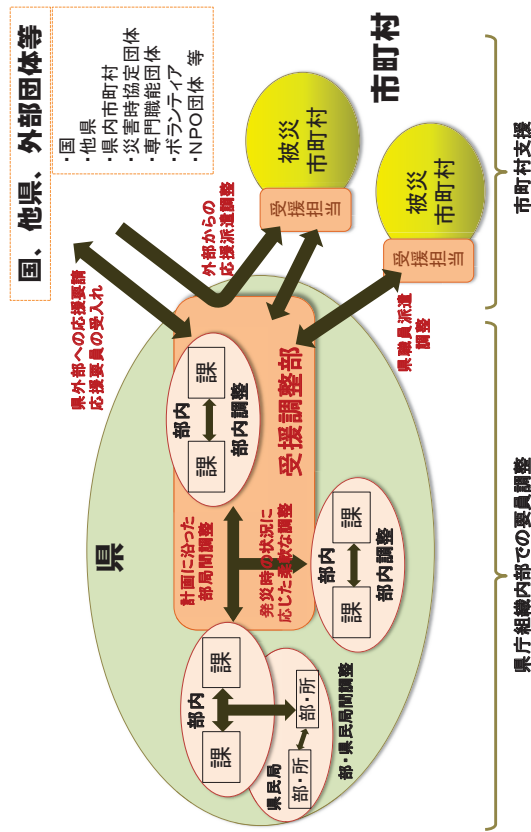 国、他県、外部団体等
・国
・他県
・県内市町村
・災害時協定団体
・専門職能団体
・ボランティア
・NPO団体 等
県
県外部への応援要請
応援要員の受入れ
外部からの
応援派遣調整
市町村
計画に沿った
部局間調整
部内
課
課
部内調整
受援調整部
発災時の状況に
応じた柔軟な調整
部内
課
課
県民局
部・所
部・所
部・県民局間調整
部内
課
課
部内調整
県職員派遣
調整
受援担当
被災
市町村
受援担当
被災
市町村
県庁組織内部での要員調整
市町村支援